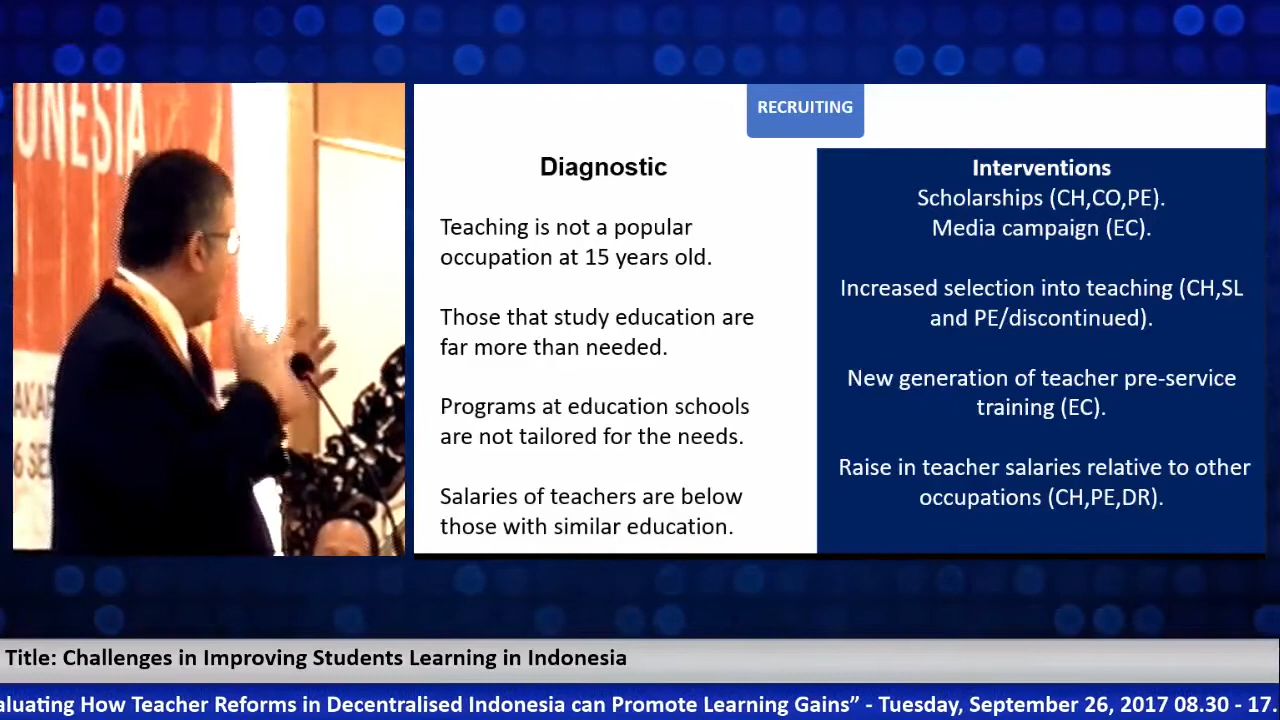 ONESIA
RECRUITING
Diagnostic
Teaching is not a popular
occupation at 15 years old.
Those that study education are
far more than needed.
Programs at education schools
are not tailored for the needs.
Salaries of teachers are below
those with similar education.
Interventions
Scholarships (CH,CO,PE).
Media campaign (EC).
Increased selection into teaching (CH,SL
and PE/discontinued).
New generation of teacher pre-service
training (EC).
Raise in teacher salaries relative to other
occupations (CH,PE,DR).
Title: Challenges in Improving Students Learning in Indonesia
aluating How Teacher Reforms in Decentralised Indonesia can Promote Learning Gains” - Tuesday, September 26, 2017 08.30 - 17.